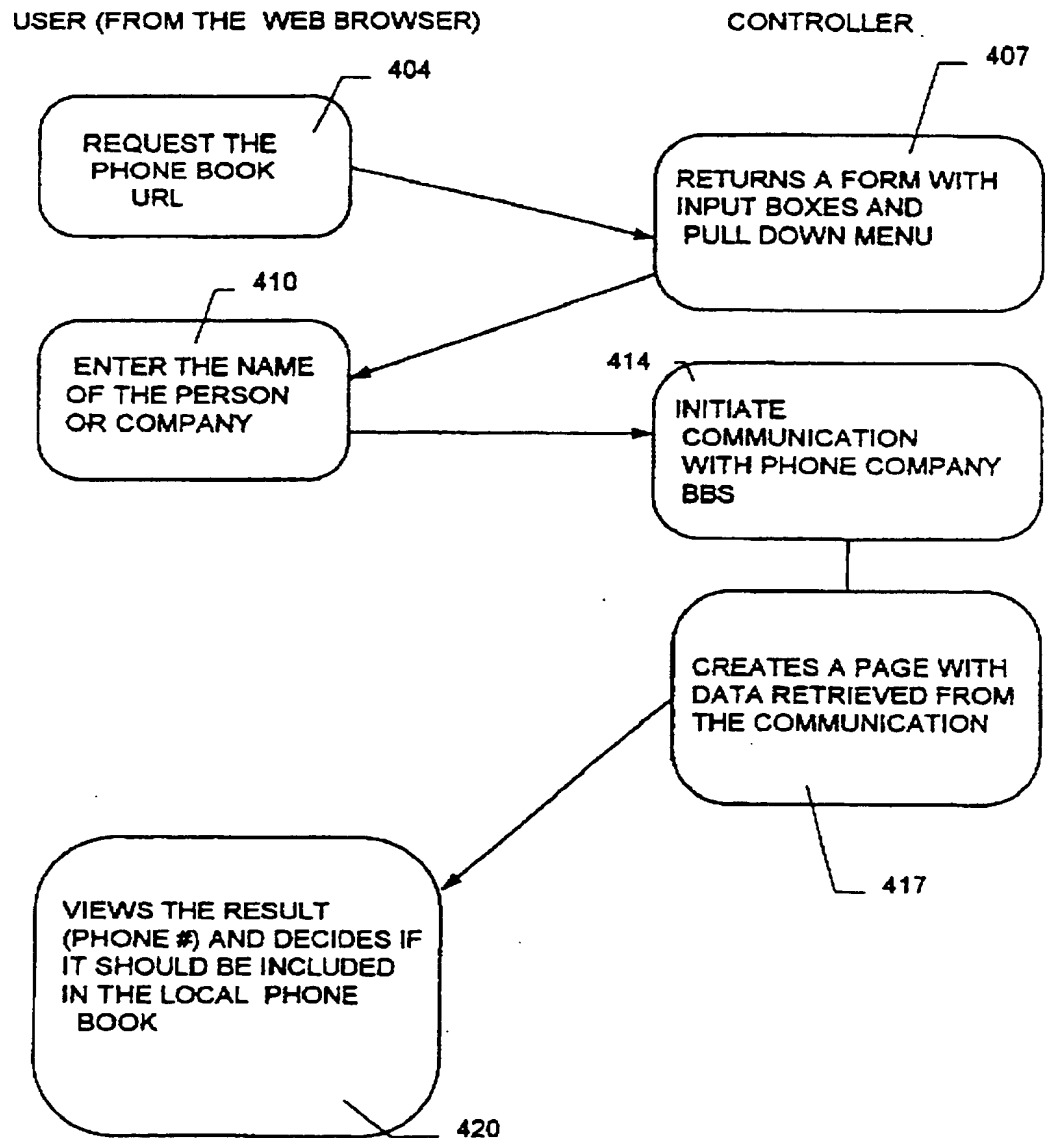 USER (FROM THE WEB BROWSER)
CONTROLLER
404
407
REQUEST THE
PHONE BOOK
URL
RETURNS A FORM WITH
INPUT BOXES AND
PULL DOWN MENU
410
414
ENTER THE NAME
OF THE PERSON
OR COMPANY
INITIATE
COMMUNICATION
WITH PHONE COMPANY
BBS
CREATES A PAGE WITH
DATA RETRIEVED FROM
THE COMMUNICATION
417
VIEWS THE RESULT
(PHONE #) AND DECIDES IF
IT SHOULD BE INCLUDED
IN THE LOCAL PHONE
BOOK
420